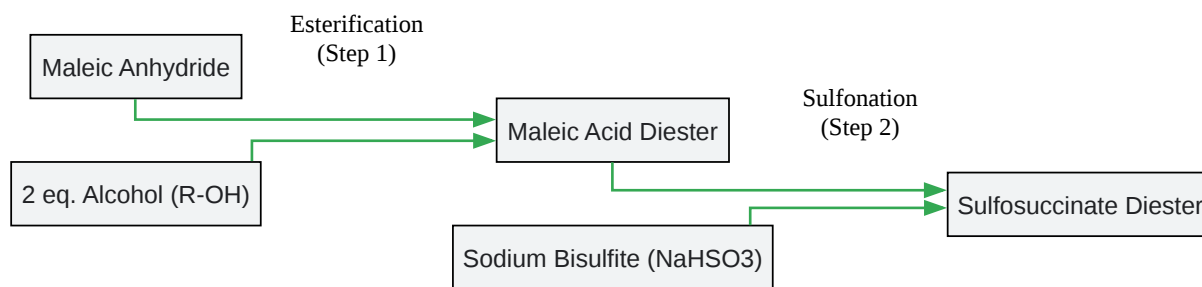 Esterification
(Step 1)
Maleic Anhydride
Sulfonation
(Step 2)
Maleic Acid Diester
2 eq. Alcohol (R-OH)
Sulfosuccinate Diester
Sodium Bisulfite (NaHSO3)